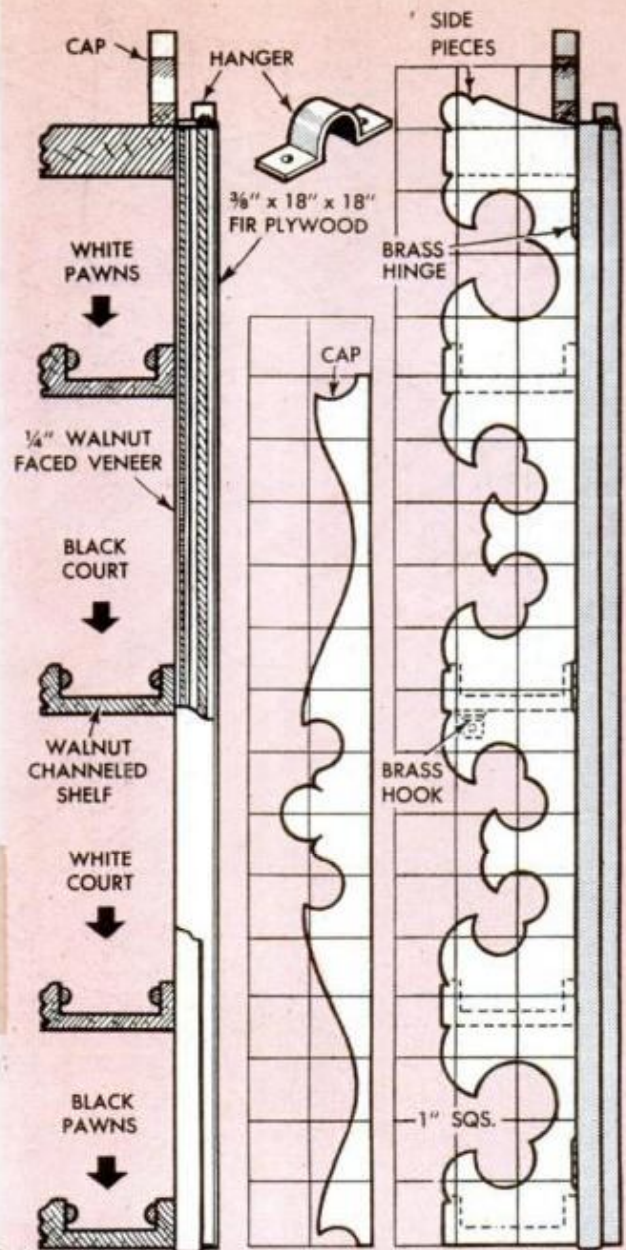 CAP
HANGER
SIDE
PIECES
3/8" x 18" x 18"
FIR PLYWOOD
WHITE
PAWNS
BRASS
HINGE
CAP
1/4" WALNUT
FACED VENEER
BLACK
COURT
WALNUT
CHANNELED
SHELF
BRASS
HOOK
WHITE
COURT
BLACK
PAWNS
1" SQS.